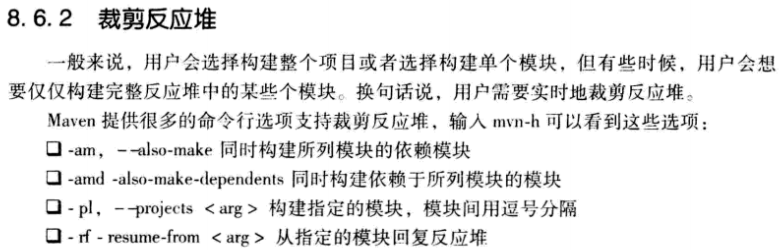 8.6.2 裁剪反应堆
一般来说，用户会选择构建整个项目或者选择构建单个模块，但有些时候，用户会想
要仅仅构建完整反应堆中的某些个模块。换句话说，用户需要实时地裁剪反应堆。
Maven 提供很多的命令行选项支持裁剪反应堆，输入 mvn-h 可以看到这些选项：
❑ -am，--also-make 同时构建所列模块的依赖模块
❑ -amd -also-make-dependents 同时构建依赖于所列模块的模块
❑ - pl，--projects <arg> 构建指定的模块，模块间用逗号分隔
❑ - rf - resume-from <arg> 从指定的模块回复反应堆